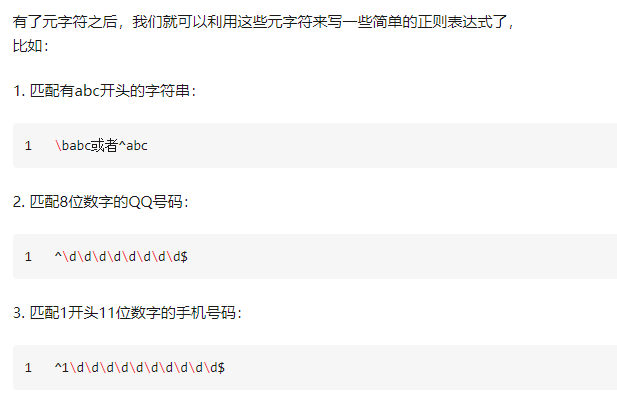 有了元字符之后，我们就可以利用这些元字符来写一些简单的正则表达式了，
比如：
1. 匹配有abc开头的字符串：
1 \babc或者^abc
2. 匹配8位数字的QQ号码：
1 ^\d\d\d\d\d\d\d\d$
3. 匹配1开头11位数字的手机号码：
1 ^1\d\d\d\d\d\d\d\d\d\d$